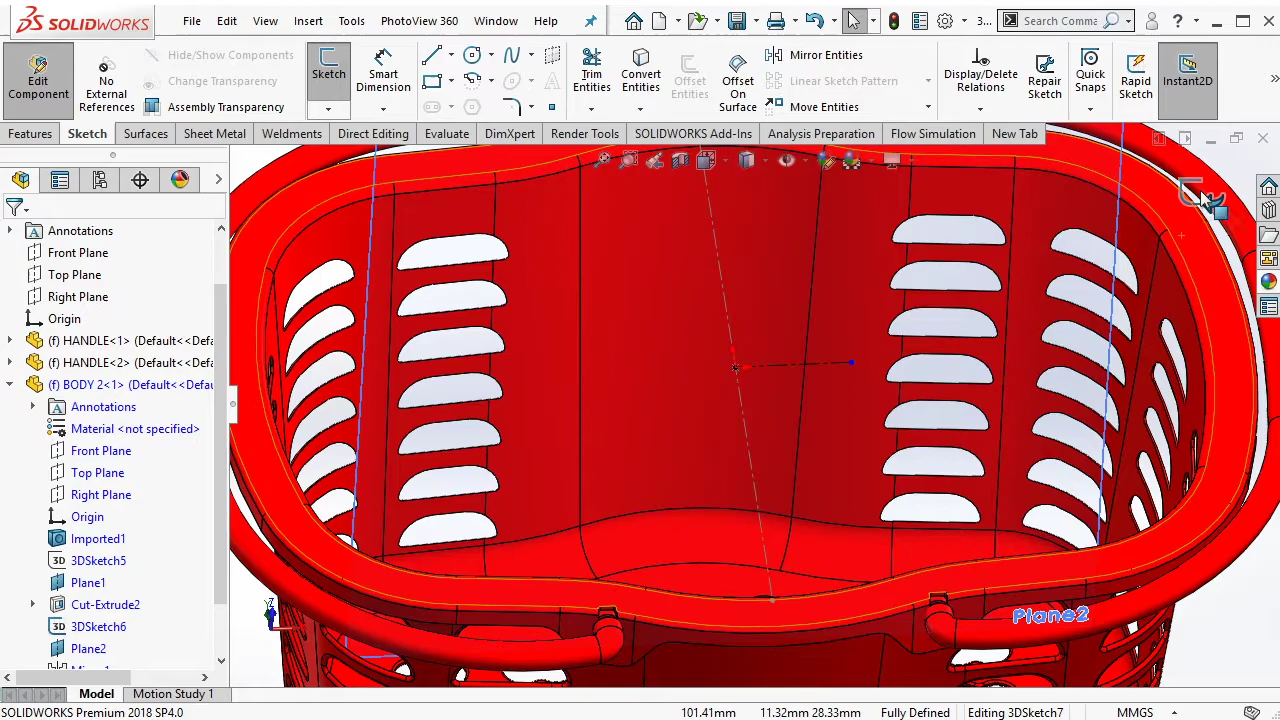 SOLIDWORKS
File Edit View Insert Tools PhotoView 360 Window Help
3...
Search Comma
?
Edit Component
No External References
Hide/Show Components
Change Transparency
Assembly Transparency
Sketch
Smart Dimension
Trim Entities
Convert Entities
Offset Entities
Offset On Surface
Mirror Entities
Linear Sketch Pattern
Move Entities
Display/Delete Relations
Repair Sketch
Quick Snaps
Rapid Sketch
Instant2D
Features Sketch Surfaces Sheet Metal Weldments Direct Editing Evaluate DimXpert Render Tools SOLIDWORKS Add-Ins Analysis Preparation Flow Simulation New Tab
Annotations
Front Plane
Top Plane
Right Plane
Origin
(f) HANDLE<1> (Default<<Defa
(f) HANDLE<2> (Default<<Defa
(f) BODY 2<1> (Default<<Defau
Annotations
Material <not specified>
Front Plane
Top Plane
Right Plane
Origin
Imported1
3DSketch5
Plane1
Cut-Extrude2
3DSketch6
Plane2
Z
Plane2
Model Motion Study 1
SOLIDWORKS Premium 2018 SP4.0
101.41mm 11.32mm 28.33mm Fully Defined Editing 3DSketch7 MMGS